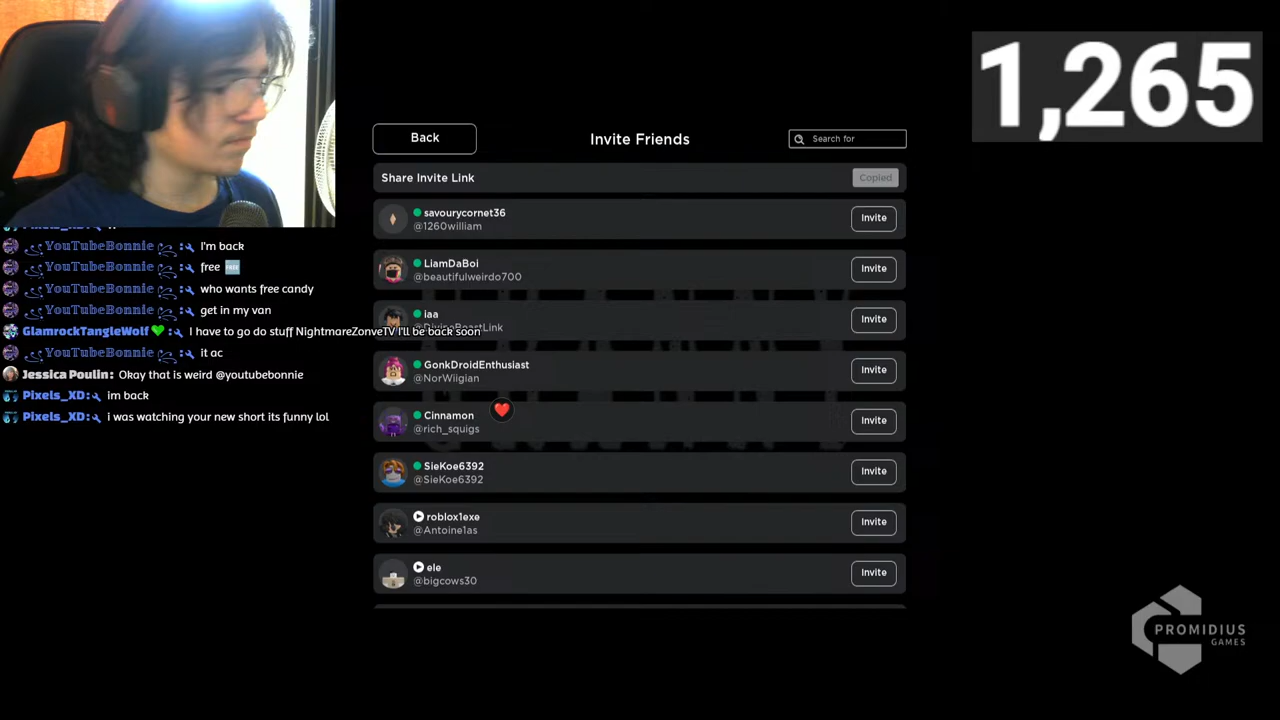 1,265
Back
Invite Friends
Search for
Share Invite Link
Copied
savourycornet36
@1260william
Invite
LiamDaBoi
@beautifulweirdo700
Invite
iaa
@DivineBeastLink
Invite
GonkDroidEnthusiast
@NorWiigian
Invite
Cinnamon
@rich_squigs
Invite
SieKoe6392
@SieKoe6392
Invite
roblox1exe
@Antoine1as
Invite
ele
@bigcows30
Invite
YouTubeBonnie : I'm back
YouTubeBonnie : free FREE
YouTubeBonnie : who wants free candy
YouTubeBonnie : get in my van
GlamrockTangleWolf : I have to go do stuff NightmareZonveTV I'll be back soon
YouTubeBonnie : it ac
Jessica Poulin: Okay that is weird @youtubebonnie
Pixels_XD: im back
Pixels_XD: i was watching your new short its funny lol
PROMIDIUS
GAMES